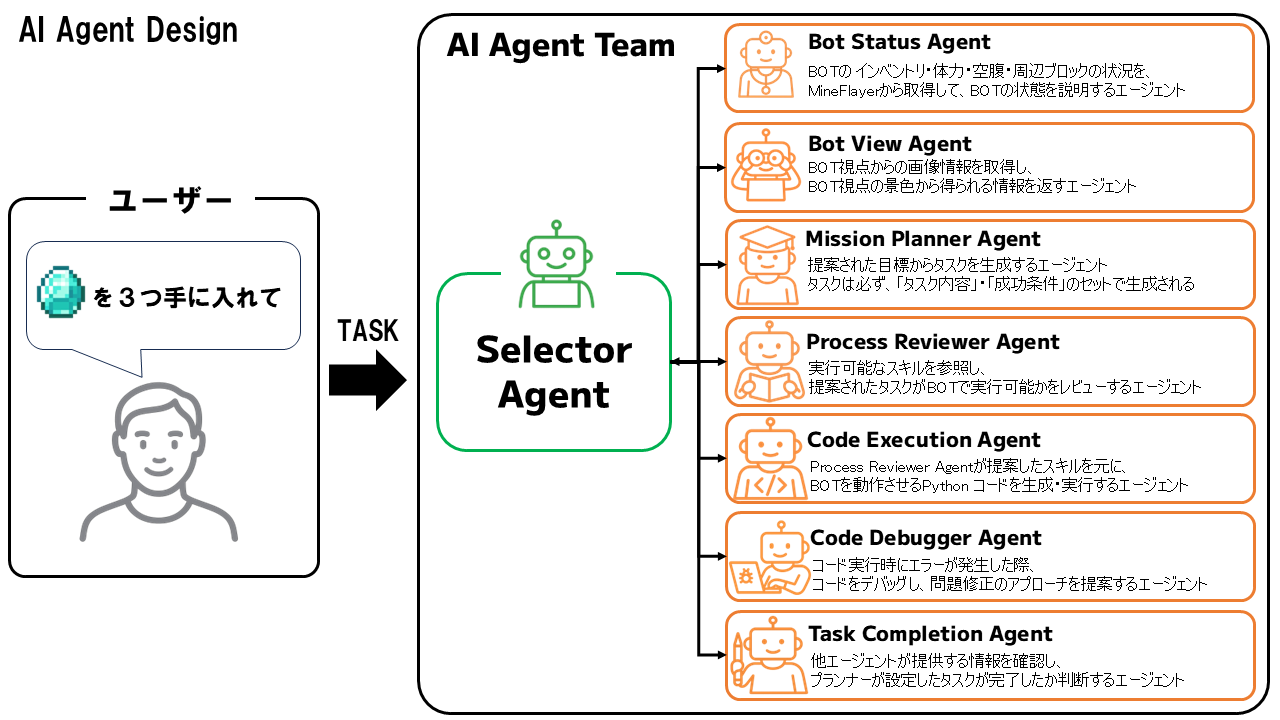 AI Agent Design
ユーザー
を３つ手に入れて
TASK
AI Agent Team
Selector
Agent
Bot Status Agent
BOTの インベントリ・体力・空腹・周辺ブロックの状況を、
MineFlayerから取得して、BOTの状態を説明するエージェント
Bot View Agent
BOT視点からの画像情報を取得し、
BOT視点の景色から得られる情報を返すエージェント
Mission Planner Agent
提案された目標からタスクを生成するエージェント
タスクは必ず、「タスク内容」・「成功条件」のセットで生成される
Process Reviewer Agent
実行可能なスキルを参照し、
提案されたタスクがBOTで実行可能かをレビューするエージェント
Code Execution Agent
Process Reviewer Agentが提案したスキルを元に、
BOTを動作させるPython コードを生成・実行するエージェント
Code Debugger Agent
コード実行時にエラーが発生した際、
コードをデバッグし、問題修正のアプローチを提案するエージェント
Task Completion Agent
他エージェントが提供する情報を確認し、
プランナーが設定したタスクが完了したか判断するエージェント